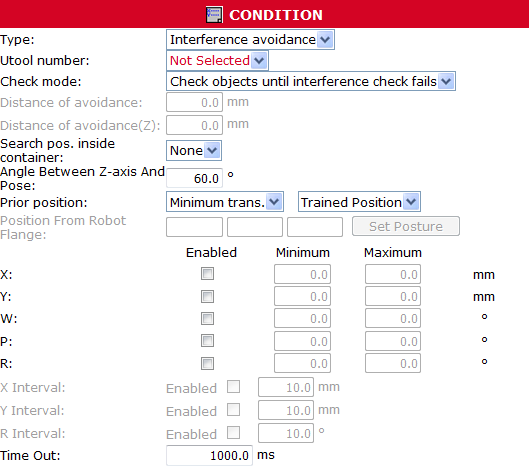 CONDITION
Type: Interference avoidance
Utool number: Not Selected
Check mode: Check objects until interference check fails
Distance of avoidance: 0.0 mm
Distance of avoidance(Z): 0.0 mm
Search pos. inside
container: None
Angle Between Z-axis And
Pose: 60.0 °
Prior position: Minimum trans. Trained Position
Position From Robot
Flange: Set Posture
Enabled Minimum Maximum
X: 0.0 0.0 mm
Y: 0.0 0.0 mm
W: 0.0 0.0 °
P: 0.0 0.0 °
R: 0.0 0.0 °
X Interval: Enabled 10.0 mm
Y Interval: Enabled 10.0 mm
R Interval: Enabled 10.0 °
Time Out: 1000.0 ms